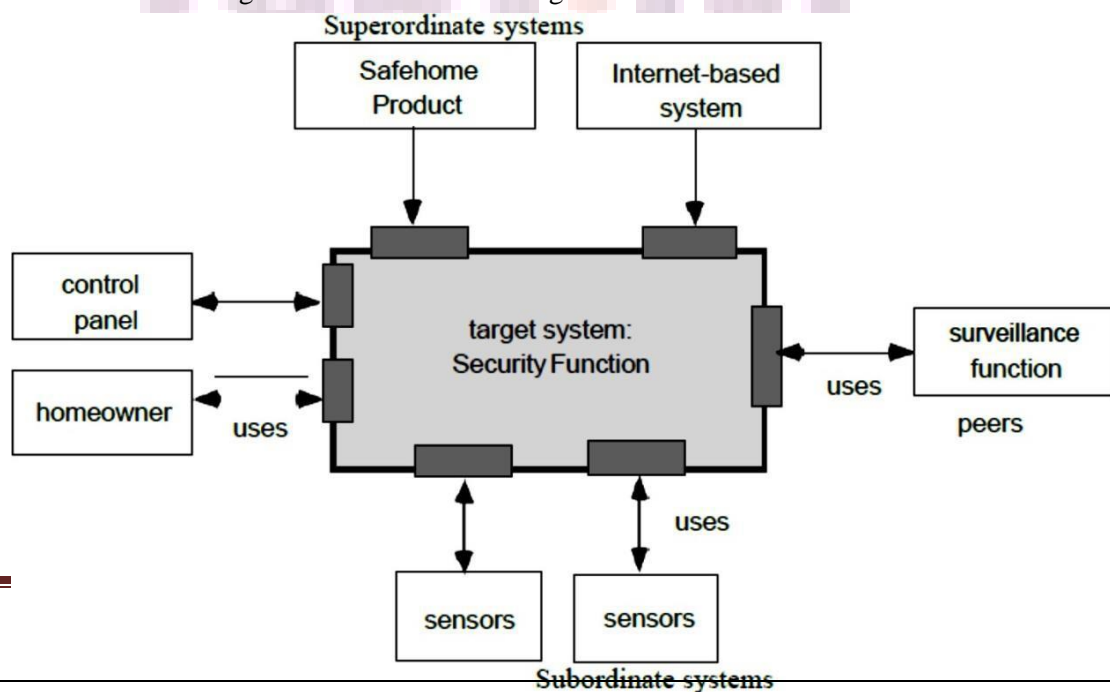 Superordinate systems
Safehome
Product
Internet-based
system
control
panel
target system:
Security Function
surveillance
function
homeowner
uses
uses
peers
uses
sensors
sensors
Subordinate systems